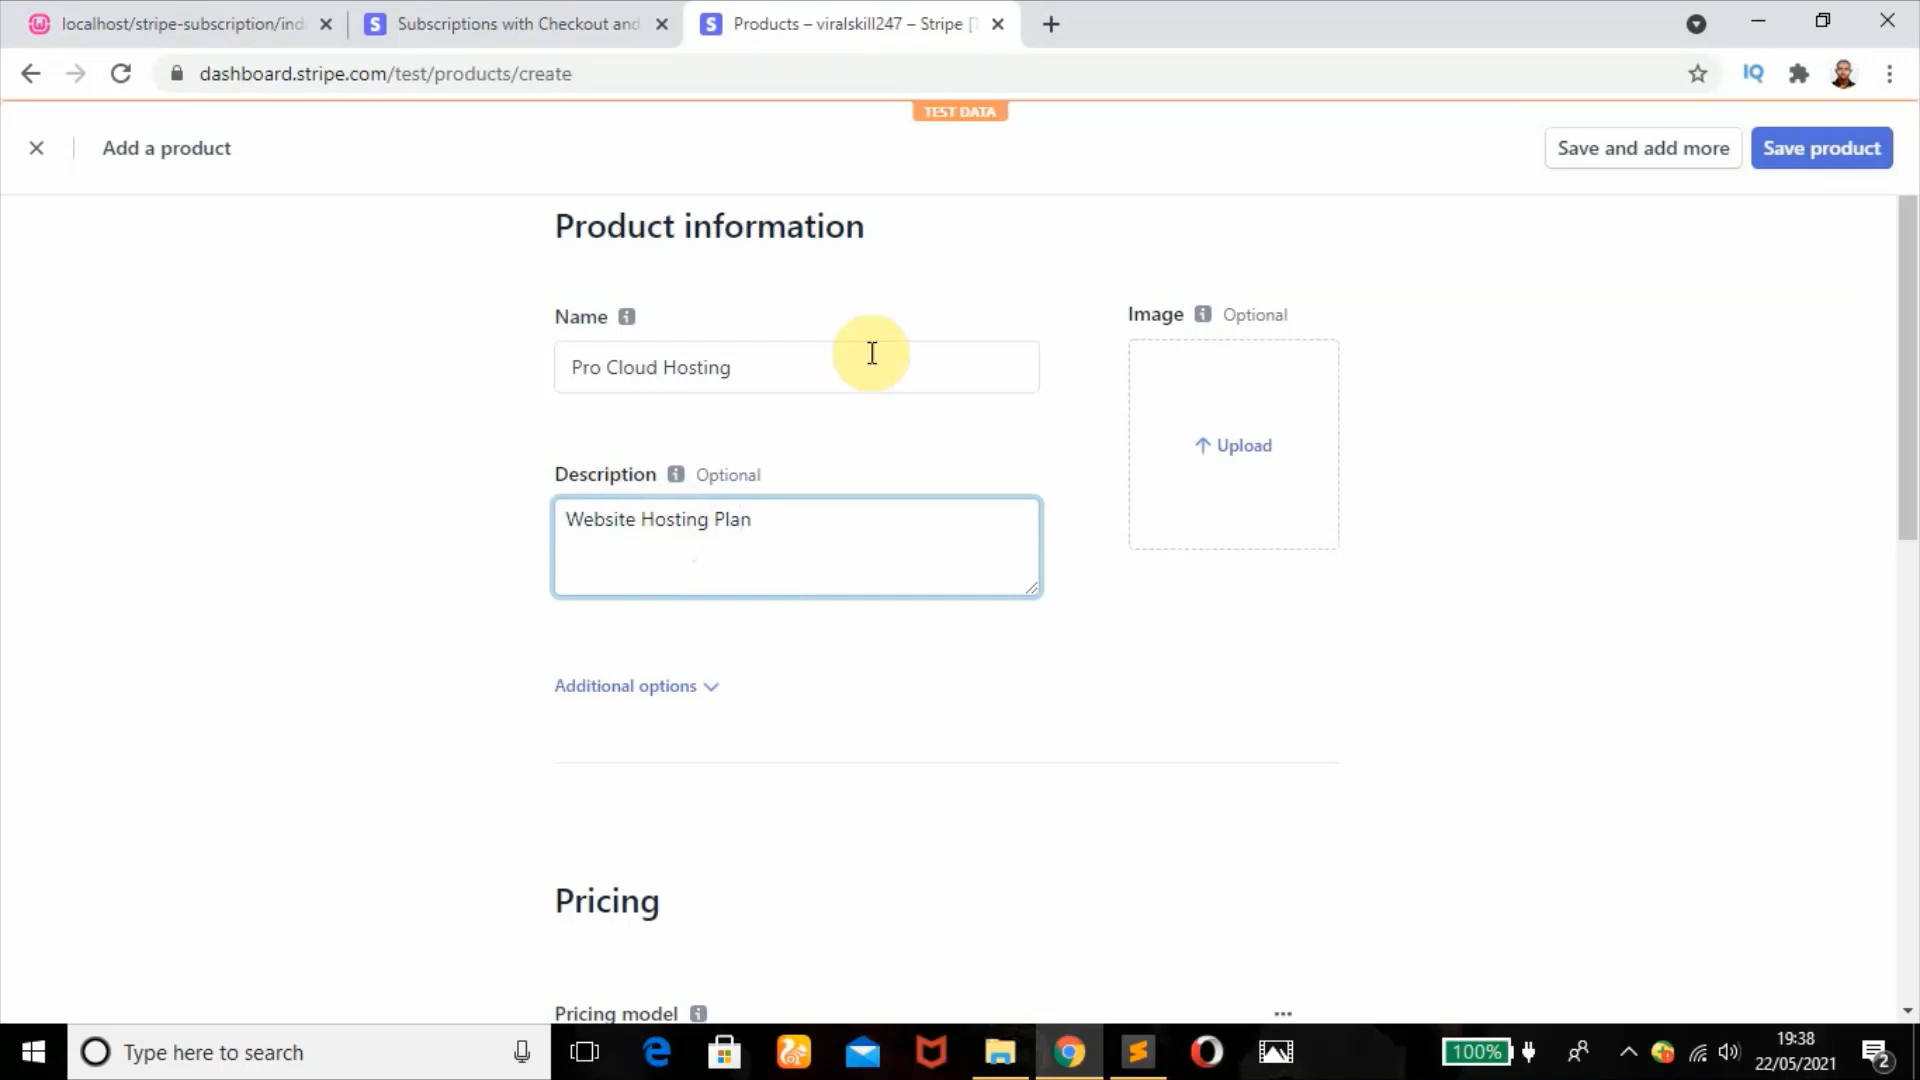 localhost/stripe-subscription/ind
Subscriptions with Checkout and
Products – viralskill247 – Stripe [T
dashboard.stripe.com/test/products/create
IQ
TEST DATA
Add a product
Save and add more
Save product
Product information
Name
Image Optional
Pro Cloud Hosting
Upload
Description Optional
Website Hosting Plan
Additional options
Pricing
Pricing model
Type here to search
100%
19:38
22/05/2021
2